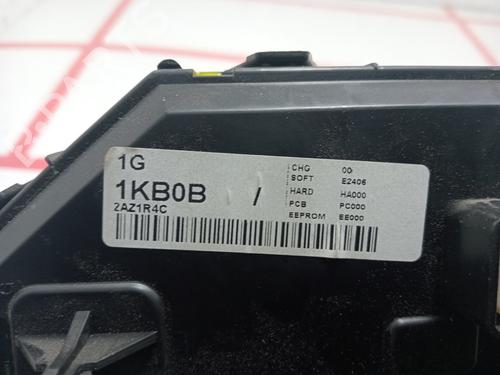 1G
1KB0B /
2AZ1R4C
CHG 00
SOFT E2406
HARD HA000
PCB PC000
EEPROM EE000